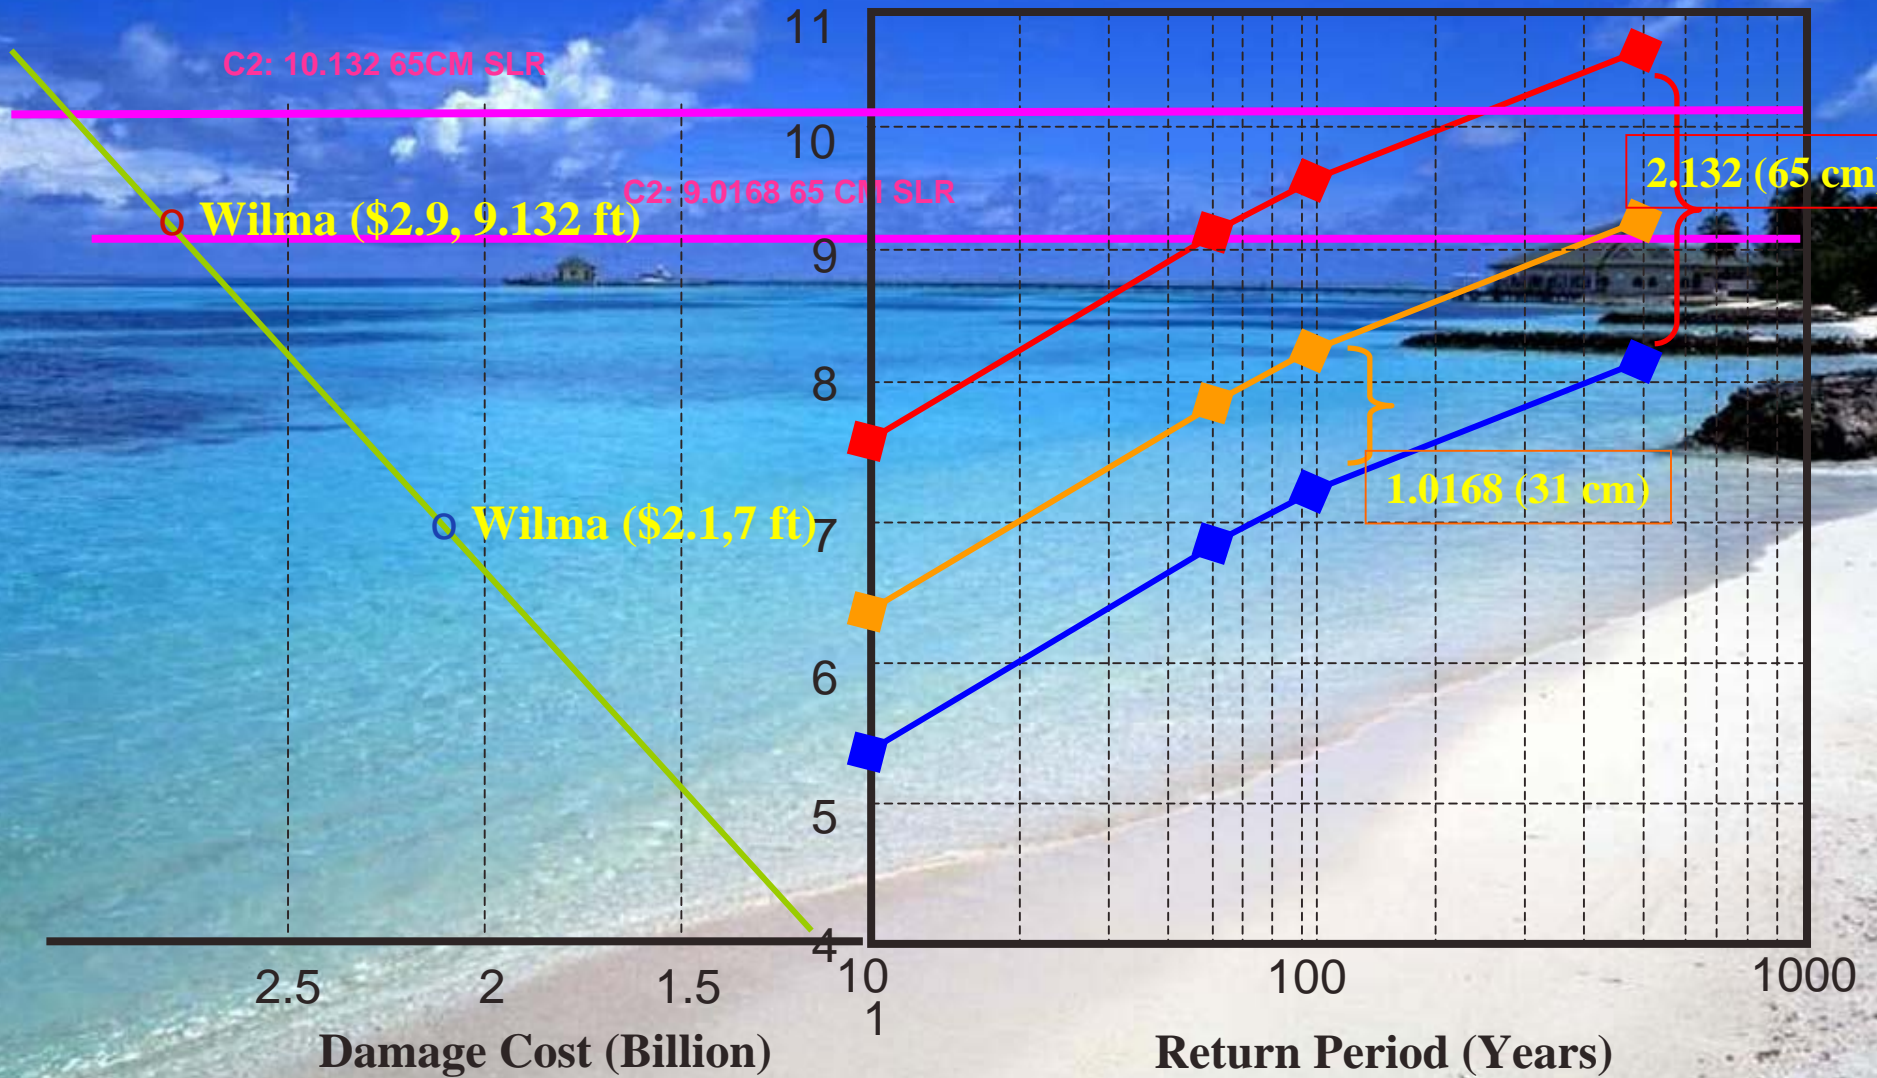 11
C2: 10.132 65CM SLR
10
2.132 (65 cm
C2: 9.0168 65 CM SLR
O Wilma ($2.9, 9.132 ft)
9
8
1.0168 (31 cm)
O Wilma ($2.1,7 ft)
7
6
5
4
2.5 2 1.5 10 100 1000
1
Damage Cost (Billion) Return Period (Years)